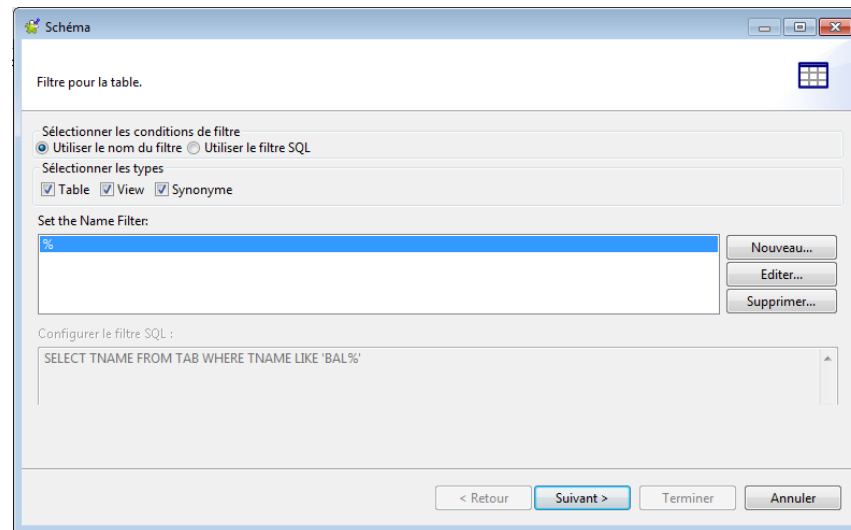 Schéma
Filtre pour la table.
Sélectionner les conditions de filtre
Utiliser le nom du filtre Utiliser le filtre SQL
Sélectionner les types
Table View Synonyme
Set the Name Filter:
%
Nouveau...
Editer...
Supprimer...
Configurer le filtre SQL :
SELECT TNAME FROM TAB WHERE TNAME LIKE 'BAL%'
< Retour Suivant > Terminer Annuler